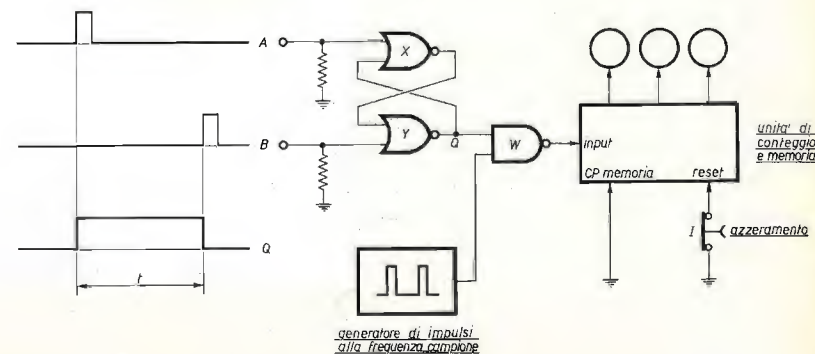 A
X
B
Y
Q
W
input
CP memoria
reset
unita' di
conteggio
e memoria
I
azzeramento
Q
t
generatore di impulsi
alla frequenza campione